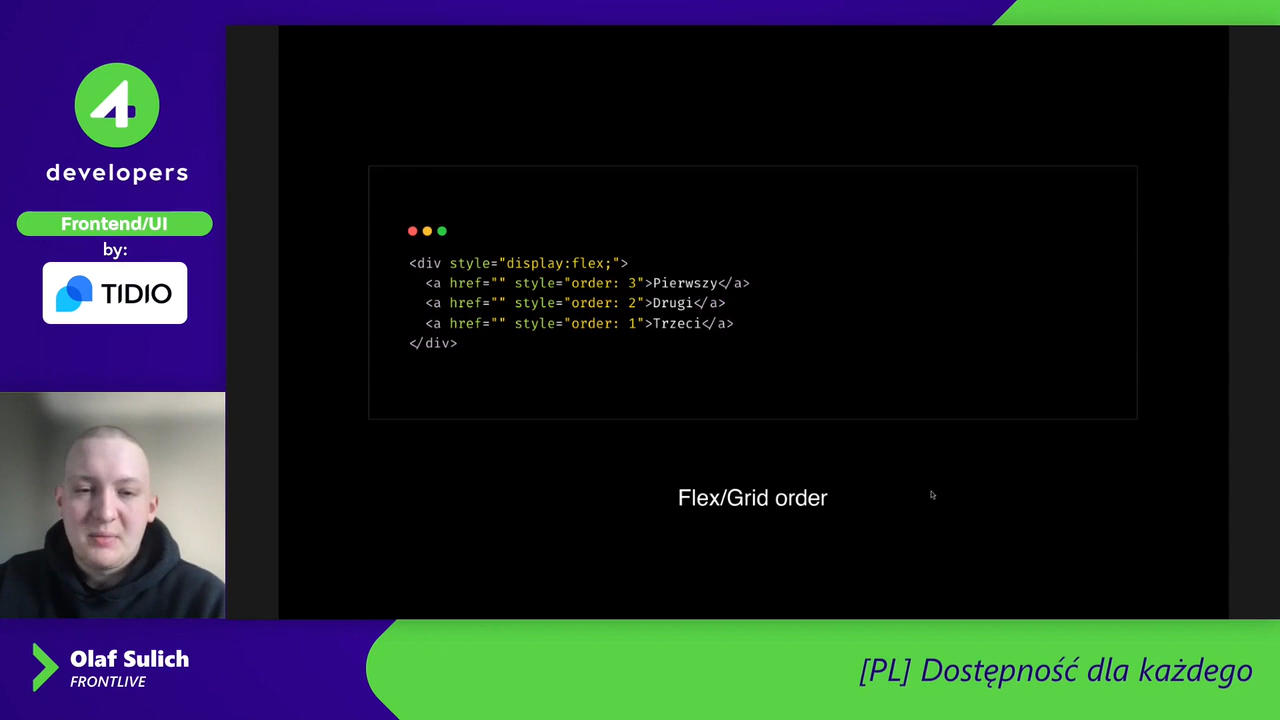 4
developers
Frontend/UI
by:
TIDIO
<div style="display:flex;">
<a href="" style="order: 3">Pierwszy</a>
<a href="" style="order: 2">Drugi</a>
<a href="" style="order: 1">Trzeci</a>
</div>
Flex/Grid order
Olaf Sulich
FRONTLIVE
[PL] Dostępność dla każdego